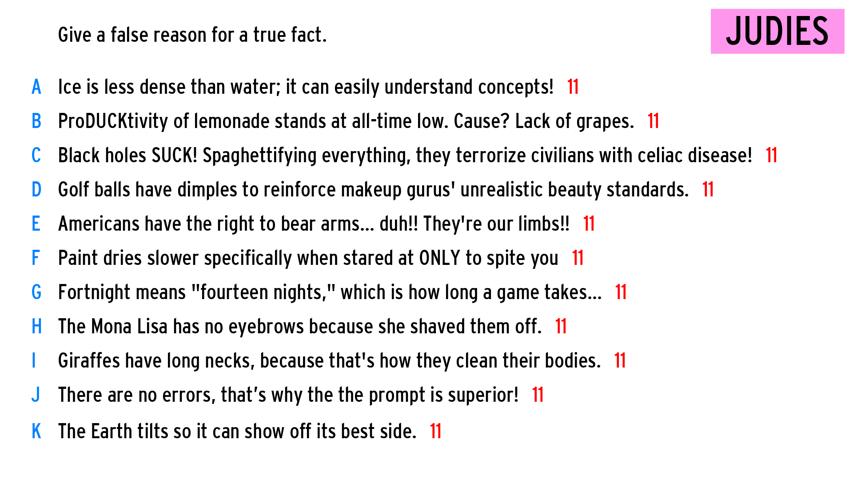 JUDIES
Give a false reason for a true fact.
A Ice is less dense than water; it can easily understand concepts! 11
B ProDUCKtivity of lemonade stands at all-time low. Cause? Lack of grapes. 11
C Black holes SUCK! Spaghettifying everything, they terrorize civilians with celiac disease! 11
D Golf balls have dimples to reinforce makeup gurus' unrealistic beauty standards. 11
E Americans have the right to bear arms... duh!! They're our limbs!! 11
F Paint dries slower specifically when stared at ONLY to spite you 11
G Fortnight means "fourteen nights," which is how long a game takes... 11
H The Mona Lisa has no eyebrows because she shaved them off. 11
I Giraffes have long necks, because that's how they clean their bodies. 11
J There are no errors, that’s why the the prompt is superior! 11
K The Earth tilts so it can show off its best side. 11